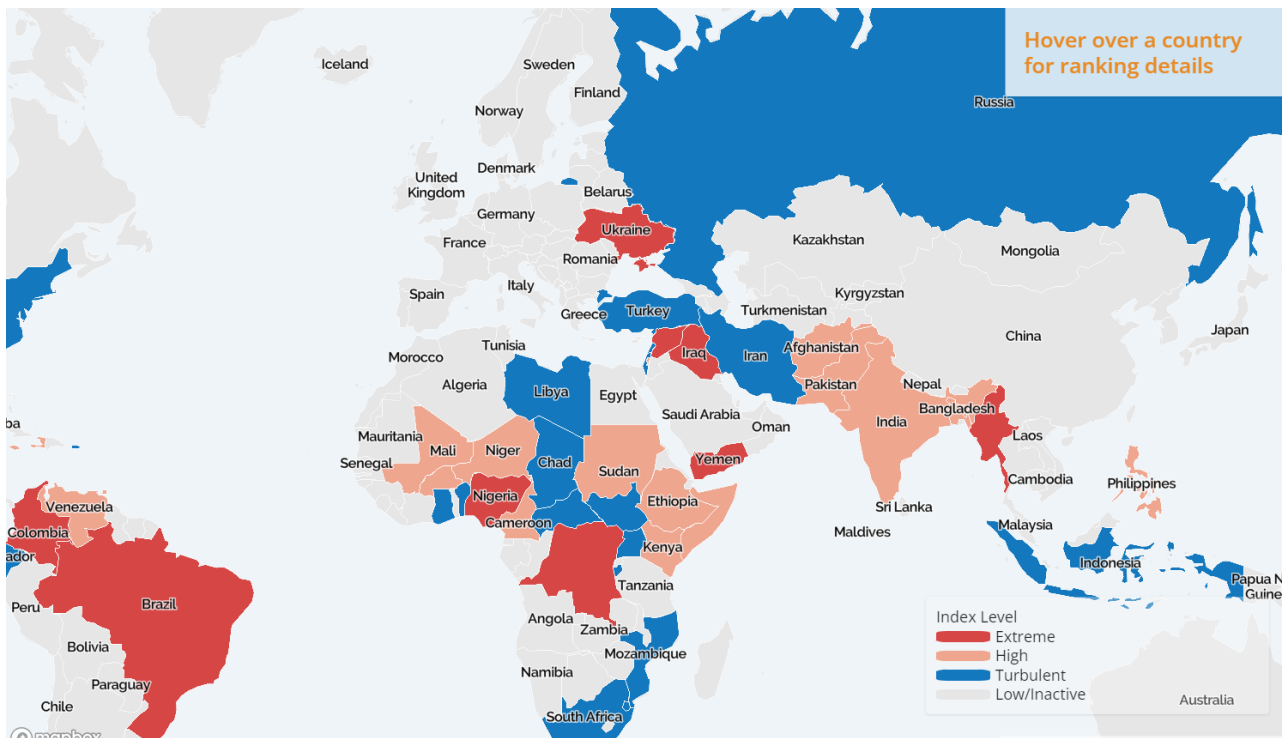 Hover over a country
for ranking details
Iceland
Sweden
Finland
Norway
Russia
Denmark
United
Kingdom
Belarus
Germany
Ukraine
France
Kazakhstan
Mongolia
Romania
Italy
Spain
Kyrgyzstan
Greece
Turkey
Turkmenistan
Japan
China
Tunisia
Morocco
Iraq
Iran
Afghanistan
Algeria
Libya
Egypt
Pakistan
Nepal
Bangladesh
Saudi Arabia
India
Oman
ba
Mauritania
Mali
Niger
Laos
Senegal
Chad
Sudan
Yemen
Cambodia
Philippines
Nigeria
Ethiopia
Sri Lanka
Venezuela
Cameroon
Malaysia
Maldives
Colombia
Kenya
ador
Indonesia
Tanzania
Papua N
Guine
Peru
Brazil
Angola
Zambia
Bolivia
Mozambique
Namibia
Paraguay
Chile
South Africa
Australia
Index Level
Extreme
High
Turbulent
Low/Inactive
mapbox